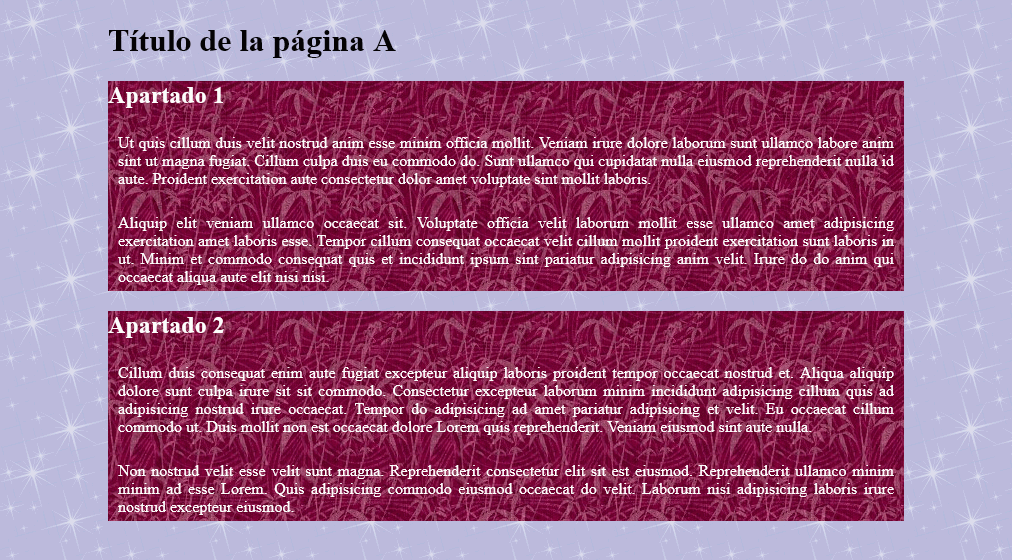 Título de la página A
Apartado 1
Ut quis cillum duis velit nostrud anim esse minim officia mollit. Veniam irure dolore laborum sunt ullamco labore anim
sint ut magna fugiat. Cillum culpa duis eu commodo do. Sunt ullamco qui cupidatat nulla eiusmod reprehenderit nulla id
aute. Proident exercitation aute consectetur dolor amet voluptate sint mollit laboris.
Aliquip elit veniam ullamco occaecat sit. Voluptate officia velit laborum mollit esse ullamco amet adipisicing
exercitation amet laboris esse. Tempor cillum consequat occaecat velit cillum mollit proident exercitation sunt laboris in
ut. Minim et commodo consequat quis et incididunt ipsum sint pariatur adipisicing anim velit. Irure do do anim qui
occaecat aliqua aute elit nisi nisi.
Apartado 2
Cillum duis consequat enim aute fugiat excepteur aliquip laboris proident tempor occaecat nostrud et. Aliqua aliquip
dolore sunt culpa irure sit sit commodo. Consectetur excepteur laborum minim incididunt adipisicing cillum quis ad
adipisicing nostrud irure occaecat. Tempor do adipisicing ad amet pariatur adipisicing et velit. Eu occaecat cillum
commodo ut. Duis mollit non est occaecat dolore Lorem quis reprehenderit. Veniam eiusmod sint aute nulla.
Non nostrud velit esse velit sunt magna. Reprehenderit consectetur elit sit est eiusmod. Reprehenderit ullamco minim
minim ad esse Lorem. Quis adipisicing commodo eiusmod occaecat do velit. Laborum nisi adipisicing laboris irure
nostrud excepteur eiusmod.